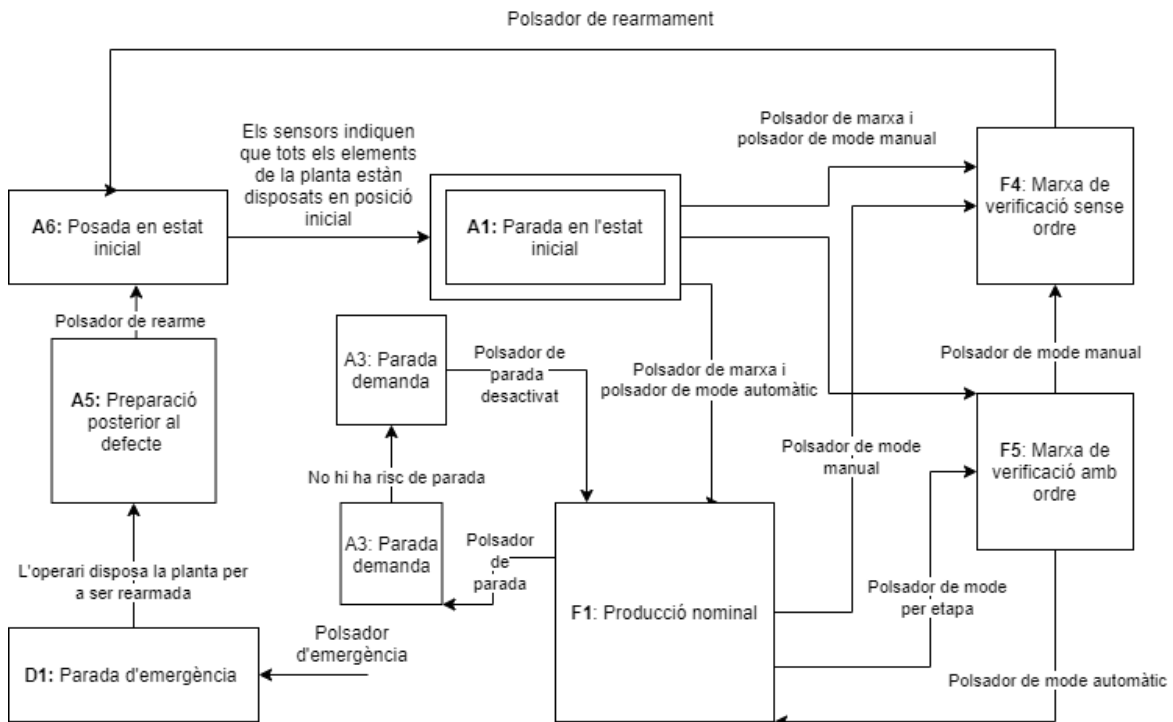 Polsador de rearmament
Polsador de marxa i
polsador de mode manual
Els sensors indiquen
que tots els elements
de la planta estàn
disposats en posició
inicial
A6: Posada en estat
inicial
A1: Parada en l'estat
inicial
F4: Marxa de
verificació sense
ordre
Polsador de rearme
A3: Parada
demanda
Polsador de
parada
desactivat
Polsador de marxa i
polsador de mode automàtic
Polsador de mode manual
A5: Preparació
posterior al
defecte
Polsador de mode
manual
F5: Marxa de
verificació amb
ordre
No hi ha risc de parada
A3: Parada
demanda
Polsador
de
parada
L'operari disposa la planta per
a ser rearmada
F1: Producció nominal
Polsador de mode
per etapa
Polsador
d'emergència
D1: Parada d'emergència
Polsador de mode automàtic